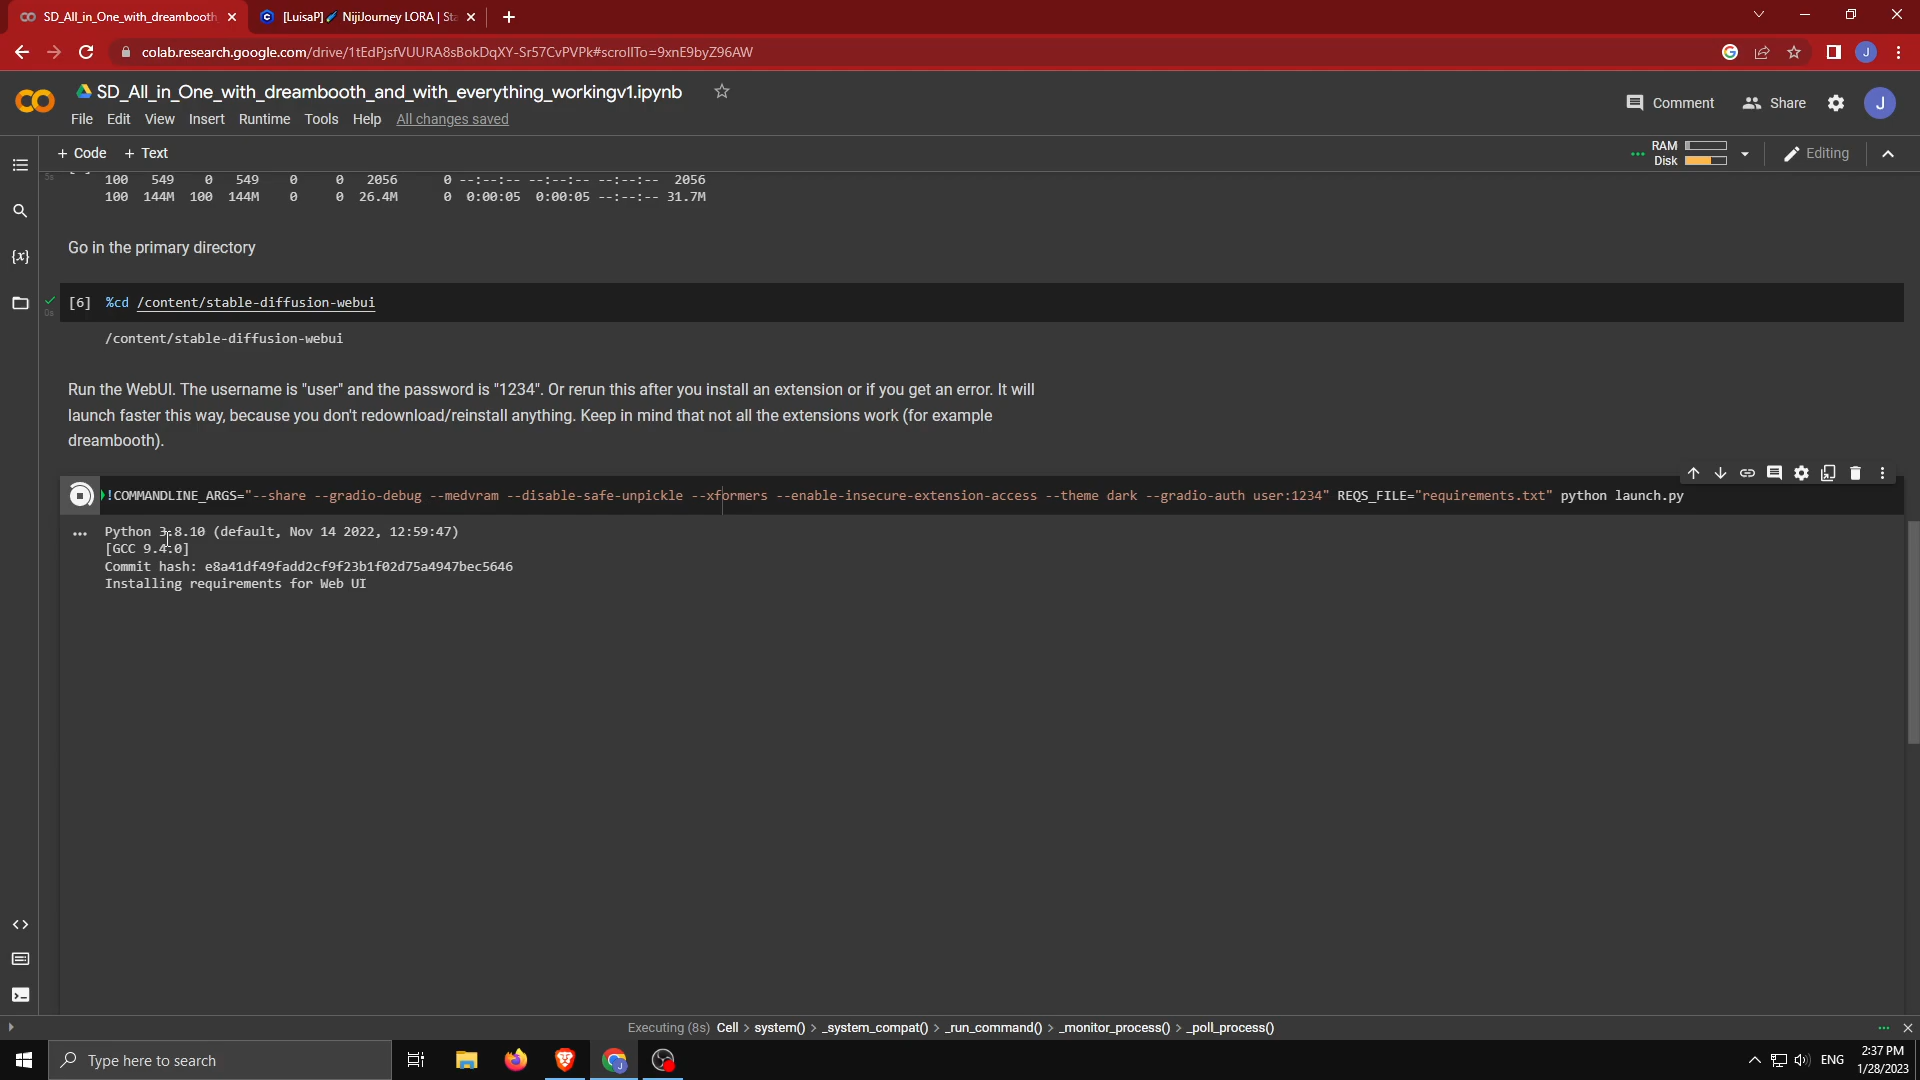 SD_All_in_One_with_dreambooth
[LuisaP] NijiJourney LORA | Sta
colab.research.google.com/drive/1tEdPjsfVUURA8sBokDqXY-Sr57CvPVPk#scrollTo=9xnE9byZ96AW
SD_All_in_One_with_dreambooth_and_with_everything_workingv1.ipynb
Comment
Share
J
File Edit View Insert Runtime Tools Help All changes saved
+ Code + Text
RAM
Disk
Editing
5s
100 549 0 549 0 0 2056 0 --:--:-- --:--:-- --:--:-- 2056
100 144M 100 144M 0 0 26.4M 0 0:00:05 0:00:05 --:--:-- 31.7M
Go in the primary directory
[6] %cd /content/stable-diffusion-webui
0s
/content/stable-diffusion-webui
Run the WebUI. The username is "user" and the password is "1234". Or rerun this after you install an extension or if you get an error. It will
launch faster this way, because you don't redownload/reinstall anything. Keep in mind that not all the extensions work (for example
dreambooth).
!COMMANDLINE_ARGS="--share --gradio-debug --medvram --disable-safe-unpickle --xformers --enable-insecure-extension-access --theme dark --gradio-auth user:1234" REQS_FILE="requirements.txt" python launch.py
Python 3.8.10 (default, Nov 14 2022, 12:59:47)
[GCC 9.4.0]
Commit hash: e8a41df49fadd2cf9f23b1f02d75a4947bec5646
Installing requirements for Web UI
Executing (8s) Cell > system() > _system_compat() > _run_command() > _monitor_process() > _poll_process()
Type here to search
ENG
2:37 PM
1/28/2023